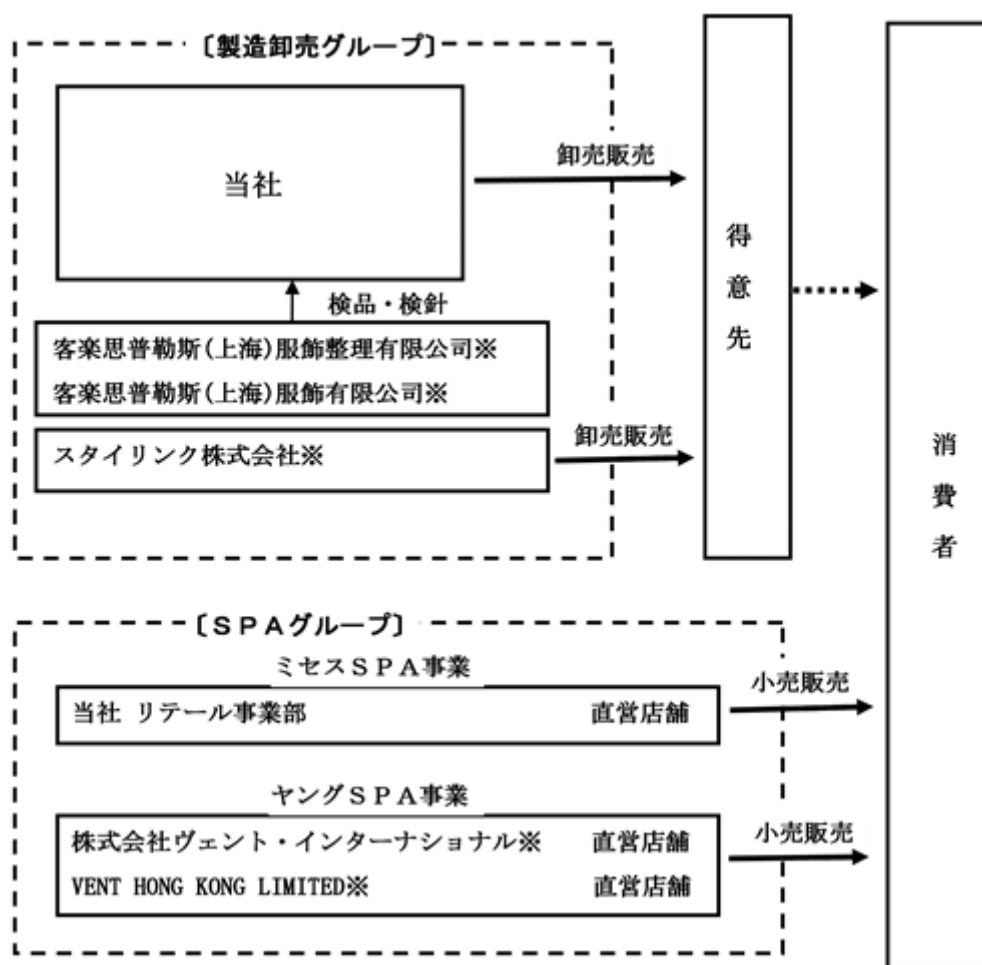 〔製造卸売グループ〕
当社
卸売販売
検品・検針
客楽思普勒斯(上海)服飾整理有限公司※
客楽思普勒斯(上海)服飾有限公司※
スタイリンク株式会社※
卸売販売
得意先
消費者
〔ＳＰＡグループ〕
ミセスＳＰＡ事業
当社 リテール事業部 直営店舗
小売販売
ヤングＳＰＡ事業
株式会社ヴェント・インターナショナル※ 直営店舗
VENT HONG KONG LIMITED※ 直営店舗
小売販売